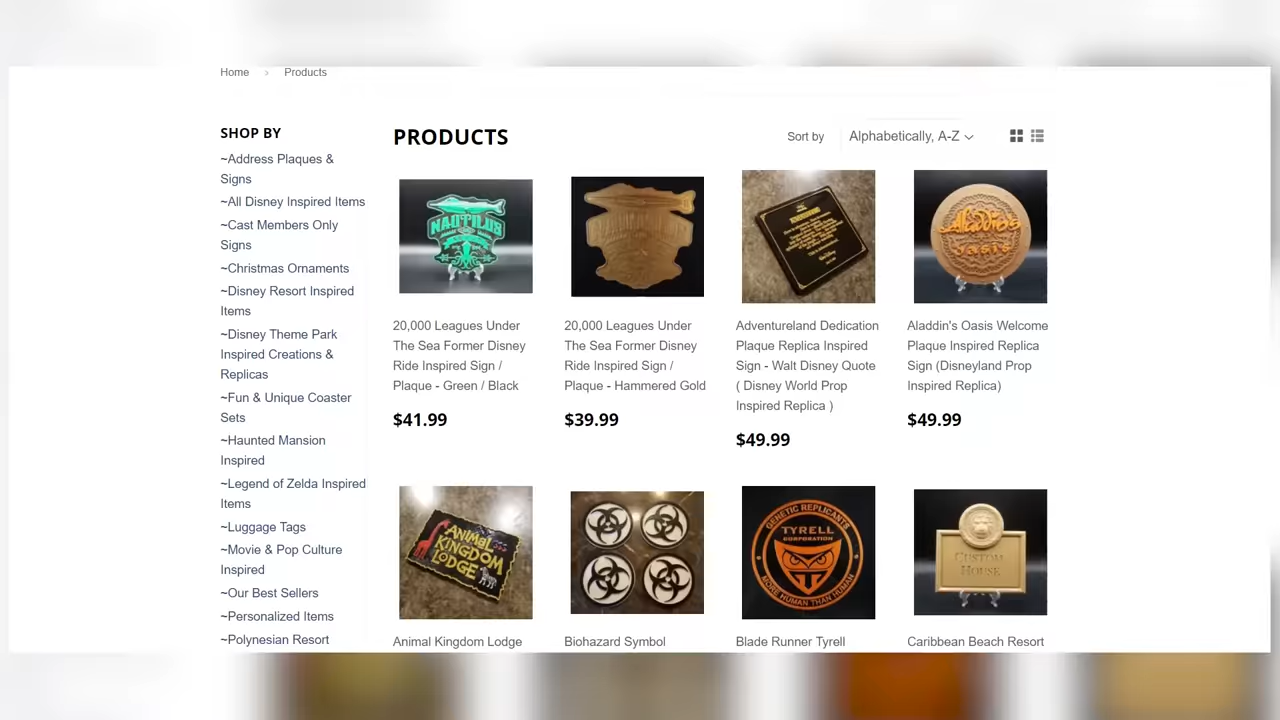 Home › Products
SHOP BY
~Address Plaques &
Signs
~All Disney Inspired Items
~Cast Members Only
Signs
~Christmas Ornaments
~Disney Resort Inspired
Items
~Disney Theme Park
Inspired Creations &
Replicas
~Fun & Unique Coaster
Sets
~Haunted Mansion
Inspired
~Legend of Zelda Inspired
Items
~Luggage Tags
~Movie & Pop Culture
Inspired
~Our Best Sellers
~Personalized Items
~Polynesian Resort
PRODUCTS
Sort by
Alphabetically, A-Z
NAUTILUS
20,000 Leagues Under
The Sea Former Disney
Ride Inspired Sign /
Plaque - Green / Black
$41.99
20,000 Leagues Under
The Sea Former Disney
Ride Inspired Sign /
Plaque - Hammered Gold
$39.99
Adventureland Dedication
Plaque Replica Inspired
Sign - Walt Disney Quote
( Disney World Prop
Inspired Replica )
$49.99
Aladdin's
Oasis
Aladdin's Oasis Welcome
Plaque Inspired Replica
Sign (Disneyland Prop
Inspired Replica)
$49.99
ANIMAL
KINGDOM
LODGE
Animal Kingdom Lodge
Biohazard Symbol
GENETIC REPLICANTS
TYRELL
CORPORATION
MORE HUMAN THAN HUMAN
Blade Runner Tyrell
CUSTOM
HOUSE
Caribbean Beach Resort